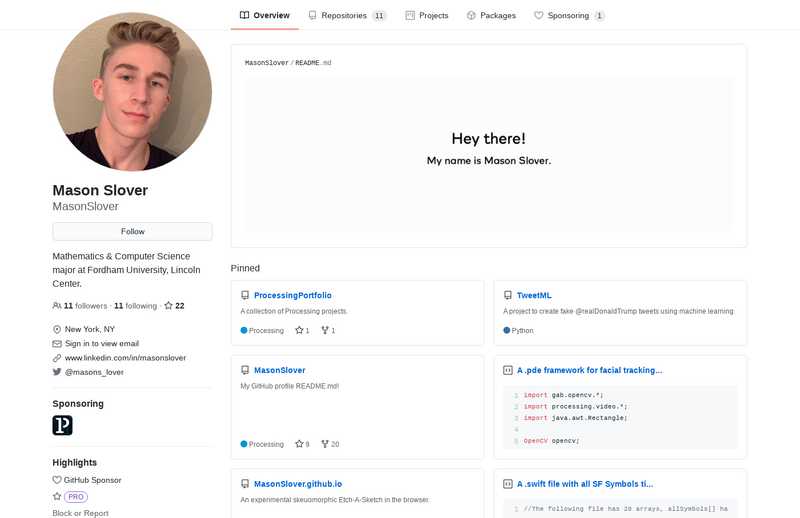 Overview
Repositories 11
Projects
Packages
Sponsoring 1
MasonSlover / README.md
Hey there!
My name is Mason Slover.
Mason Slover
MasonSlover
Follow
Mathematics & Computer Science
major at Fordham University, Lincoln
Center.
11 followers · 11 following · 22
New York, NY
Sign in to view email
www.linkedin.com/in/masonslover
@masons_lover
Sponsoring
Highlights
GitHub Sponsor
PRO
Block or Report
Pinned
ProcessingPortfolio
A collection of Processing projects.
Processing 1 1
TweetML
A project to create fake @realDonaldTrump tweets using machine learning
Python
MasonSlover
My GitHub profile README.md!
Processing 9 20
A .pde framework for facial tracking...
1 import gab.opencv.*;
2 import processing.video.*;
3 import java.awt.Rectangle;
4
5 OpenCV opencv;
MasonSlover.github.io
An experimental skeuomorphic Etch-A-Sketch in the browser.
A .swift file with all SF Symbols ti...
1 //The following file has 20 arrays, allSymbols[] ha